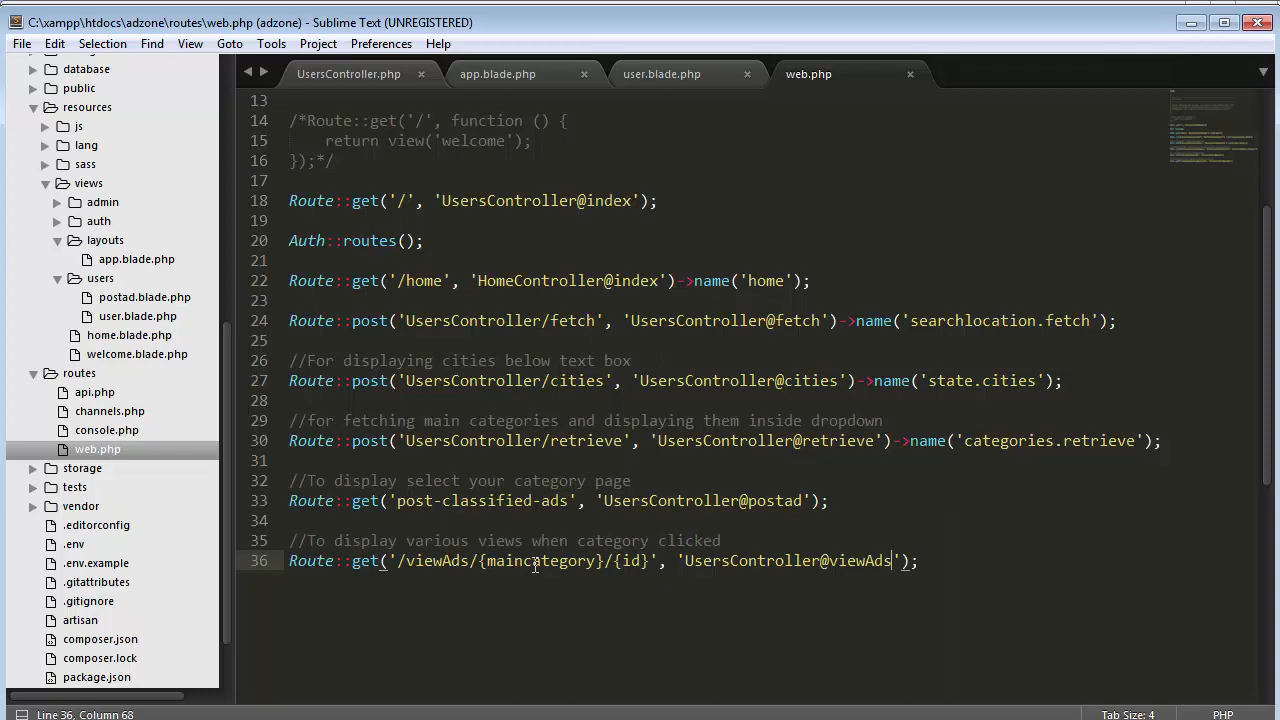 C:\xampp\htdocs\adzone\routes\web.php (adzone) - Sublime Text (UNREGISTERED)
File Edit Selection Find View Goto Tools Project Preferences Help
database
public
resources
js
lang
sass
views
admin
auth
layouts
app.blade.php
users
postad.blade.php
user.blade.php
home.blade.php
welcome.blade.php
routes
api.php
channels.php
console.php
web.php
storage
tests
vendor
.editorconfig
.env
.env.example
.gitattributes
.gitignore
artisan
composer.json
composer.lock
package.json
UsersController.php app.blade.php user.blade.php web.php
13
14 /*Route::get('/', function () {
15 return view('welcome');
16 });*/
17
18 Route::get('/', 'UsersController@index');
19
20 Auth::routes();
21
22 Route::get('/home', 'HomeController@index')->name('home');
23
24 Route::post('UsersController/fetch', 'UsersController@fetch')->name('searchlocation.fetch');
25
26 //For displaying cities below text box
27 Route::post('UsersController/cities', 'UsersController@cities')->name('state.cities');
28
29 //for fetching main categories and displaying them inside dropdown
30 Route::post('UsersController/retrieve', 'UsersController@retrieve')->name('categories.retrieve');
31
32 //To display select your category page
33 Route::get('post-classified-ads', 'UsersController@postad');
34
35 //To display various views when category clicked
36 Route::get('/viewAds/{maincategory}/{id}', 'UsersController@viewAds');
Line 36, Column 68 Tab Size: 4 PHP